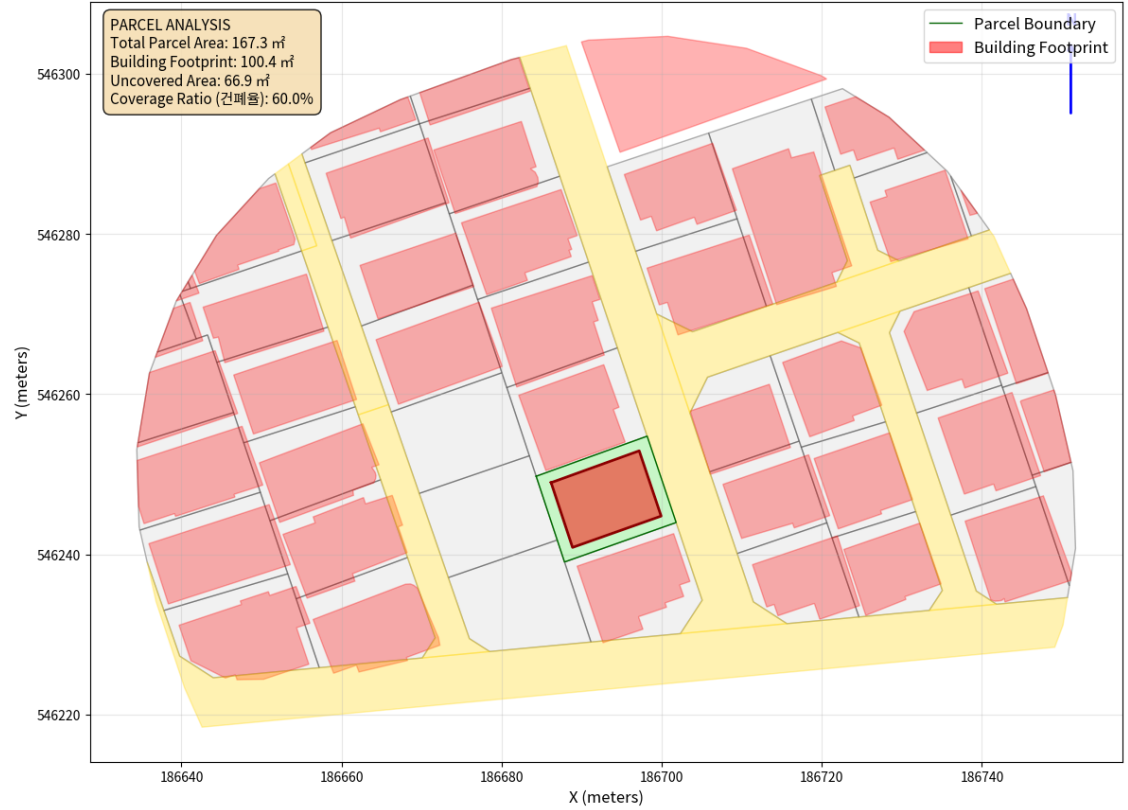 PARCEL ANALYSIS
Total Parcel Area: 167.3 ㎡
Building Footprint: 100.4 ㎡
Uncovered Area: 66.9 ㎡
Coverage Ratio (건폐율): 60.0%
Parcel Boundary
Building Footprint
546300
546280
546260
546240
546220
Y (meters)
186640 186660 186680 186700 186720 186740
X (meters)